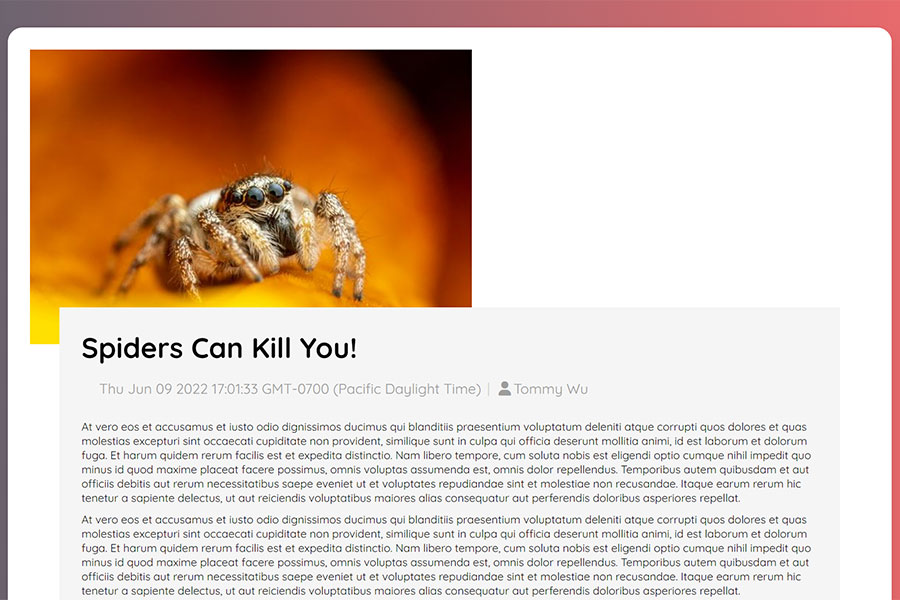 Spiders Can Kill You!
Thu Jun 09 2022 17:01:33 GMT-0700 (Pacific Daylight Time) | Tommy Wu
At vero eos et accusamus et iusto odio dignissimos ducimus qui blanditiis praesentium voluptatum deleniti atque corrupti quos dolores et quas
molestias excepturi sint occaecati cupiditate non provident, similique sunt in culpa qui officia deserunt mollitia animi, id est laborum et dolorum
fuga. Et harum quidem rerum facilis est et expedita distinctio. Nam libero tempore, cum soluta nobis est eligendi optio cumque nihil impedit quo
minus id quod maxime placeat facere possimus, omnis voluptas assumenda est, omnis dolor repellendus. Temporibus autem quibusdam et aut
officiis debitis aut rerum necessitatibus saepe eveniet ut et voluptates repudiandae sint et molestiae non recusandae. Itaque earum rerum hic
tenetur a sapiente delectus, ut aut reiciendis voluptatibus maiores alias consequatur aut perferendis doloribus asperiores repellat.
At vero eos et accusamus et iusto odio dignissimos ducimus qui blanditiis praesentium voluptatum deleniti atque corrupti quos dolores et quas
molestias excepturi sint occaecati cupiditate non provident, similique sunt in culpa qui officia deserunt mollitia animi, id est laborum et dolorum
fuga. Et harum quidem rerum facilis est et expedita distinctio. Nam libero tempore, cum soluta nobis est eligendi optio cumque nihil impedit quo
minus id quod maxime placeat facere possimus, omnis voluptas assumenda est, omnis dolor repellendus. Temporibus autem quibusdam et aut
officiis debitis aut rerum necessitatibus saepe eveniet ut et voluptates repudiandae sint et molestiae non recusandae. Itaque earum rerum hic
tenetur a sapiente delectus, ut aut reiciendis voluptatibus maiores alias consequatur aut perferendis doloribus asperiores repellat.